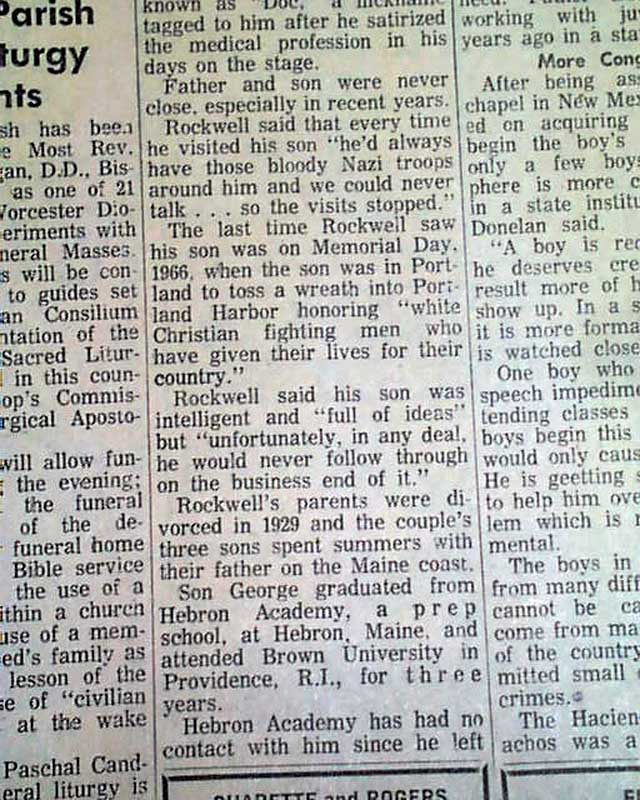 Parish
turgy
nts
sh has been
e Most Rev.
gan, D.D., Bis-
as one of 21
Worcester Dio-
eriments with
neral Masses.
s will be con-
to guides set
an Consilium
ntation of the
Sacred Litur-
in this coun-
op's Commis-
rgical Aposto-
will allow fun-
the evening;
the funeral
of the de-
funeral home
Bible service
the use of a
ithin a church
use of a mem-
ed's family as
lesson of the
se of "civilian
at the wake
Paschal Cand-
eral liturgy is
known as "Doc," a nickname
tagged to him after he satirized
the medical profession in his
days on the stage.
Father and son were never
close, especially in recent years.
Rockwell said that every time
he visited his son "he'd always
have those bloody Nazi troops
around him and we could never
talk . . . so the visits stopped."
The last time Rockwell saw
his son was on Memorial Day,
1966, when the son was in Port-
land to toss a wreath into Port-
land Harbor honoring "white
Christian fighting men who
have given their lives for their
country."
Rockwell said his son was
intelligent and "full of ideas"
but "unfortunately, in any deal,
he would never follow through
on the business end of it."
Rockwell's parents were di-
vorced in 1929 and the couple's
three sons spent summers with
their father on the Maine coast.
Son George graduated from
Hebron Academy, a prep
school, at Hebron, Maine, and
attended Brown University in
Providence, R.I., for three
years.
Hebron Academy has had no
contact with him since he left
and ROGERS
working with ju
years ago in a sta
More Cong
After being ass
chapel in New Mex
ed on acquiring
begin the boy's
only a few boys
phere is more c
in a state institu
Donelan said.
"A boy is rec
he deserves cre
result more of h
show up. In a s
it is more forma
is watched close
One boy who
speech impedime
tending classes
boys begin this
would only caus
He is geetting s
to help him ove
lem which is r
mental.
The boys in
from many diff
cannot be ca
come from ma
of the country
mitted small
crimes.
The Hacien
achos was a